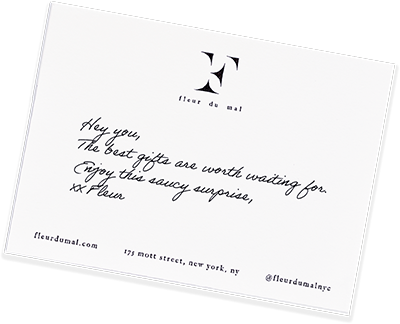 F
fleur du mal
Hey you,
The best gifts are worth waiting for.
Enjoy this saucy surprise,
xx Fleur
fleurdumal.com
175 mott street, new york, ny
@fleurdumalnyc